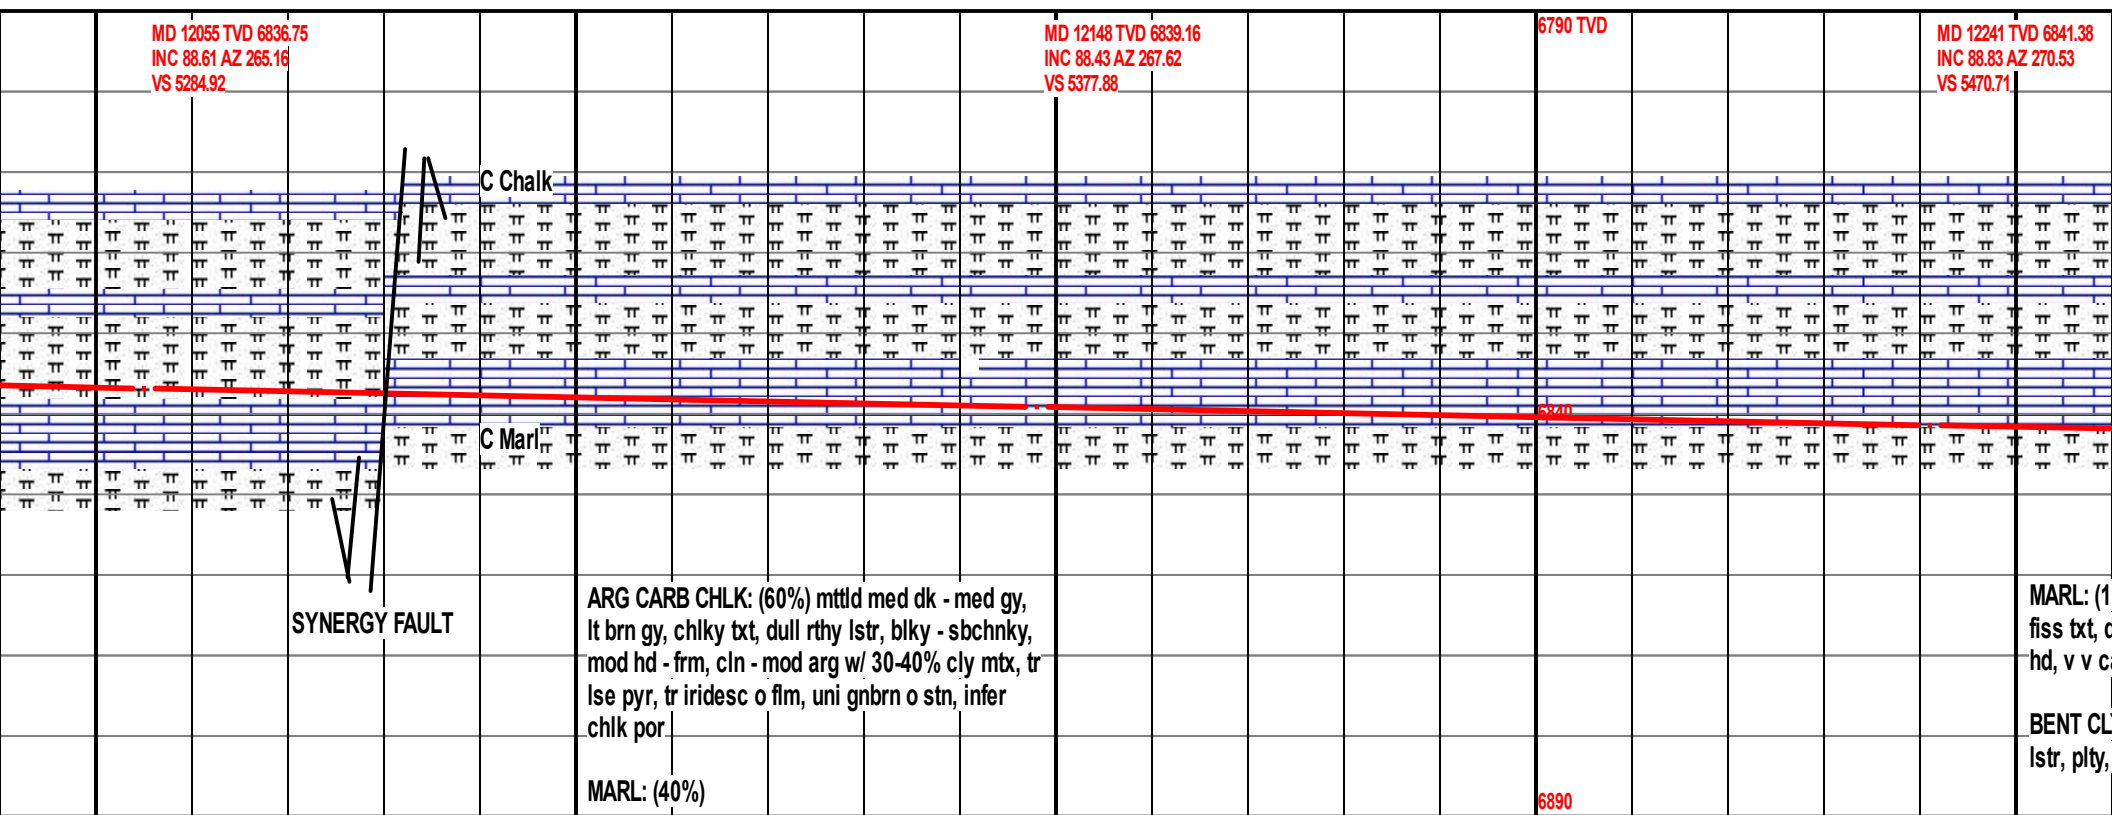 MD 12055 TVD 6836.75
INC 88.61 AZ 265.16
VS 5284.92
MD 12148 TVD 6839.16
INC 88.43 AZ 267.62
VS 5377.88
6790 TVD
MD 12241 TVD 6841.38
INC 88.83 AZ 270.53
VS 5470.71
C Chalk
6840
C Marl
SYNERGY FAULT
ARG CARB CHLK: (60%) mttld med dk - med gy,
lt brn gy, chlky txt, dull rthy lstr, blky - sbchnky,
mod hd - frm, cln - mod arg w/ 30-40% cly mtx, tr
lse pyr, tr iridesc o flm, uni gnbrn o stn, infer
chlk por
MARL: (40%)
6890
MARL: (1
fiss txt, d
hd, v v ca
BENT CL
lstr, plty,